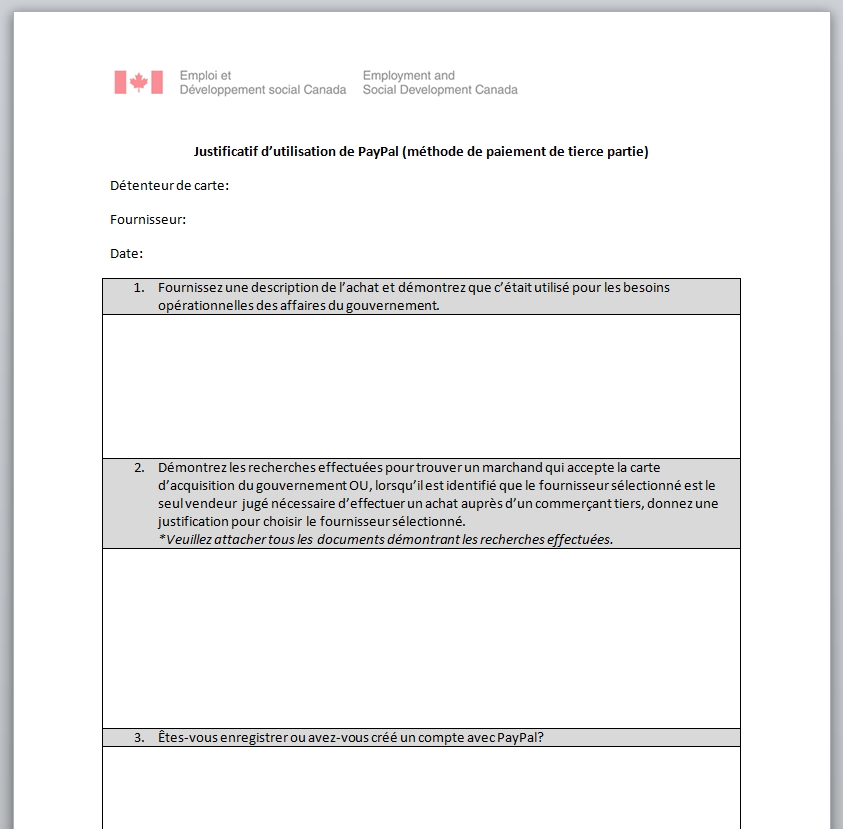 Emploi et
Développement social Canada
Employment and
Social Development Canada
Justificatif d'utilisation de PayPal (méthode de paiement de tierce partie)
Détenteur de carte:
Fournisseur:
Date:
1. Fournissez une description de l'achat et démontrez que c'était utilisé pour les besoins
opérationnelles des affaires du gouvernement.
2. Démontrez les recherches effectuées pour trouver un marchand qui accepte la carte
d'acquisition du gouvernement OU, lorsqu'il est identifié que le fournisseur sélectionné est le
seul vendeur jugé nécessaire d'effectuer un achat auprès d'un commerçant tiers, donnez une
justification pour choisir le fournisseur sélectionné.
*Veuillez attacher tous les documents démontrant les recherches effectuées.
3. Êtes-vous enregistrer ou avez-vous créé un compte avec PayPal?